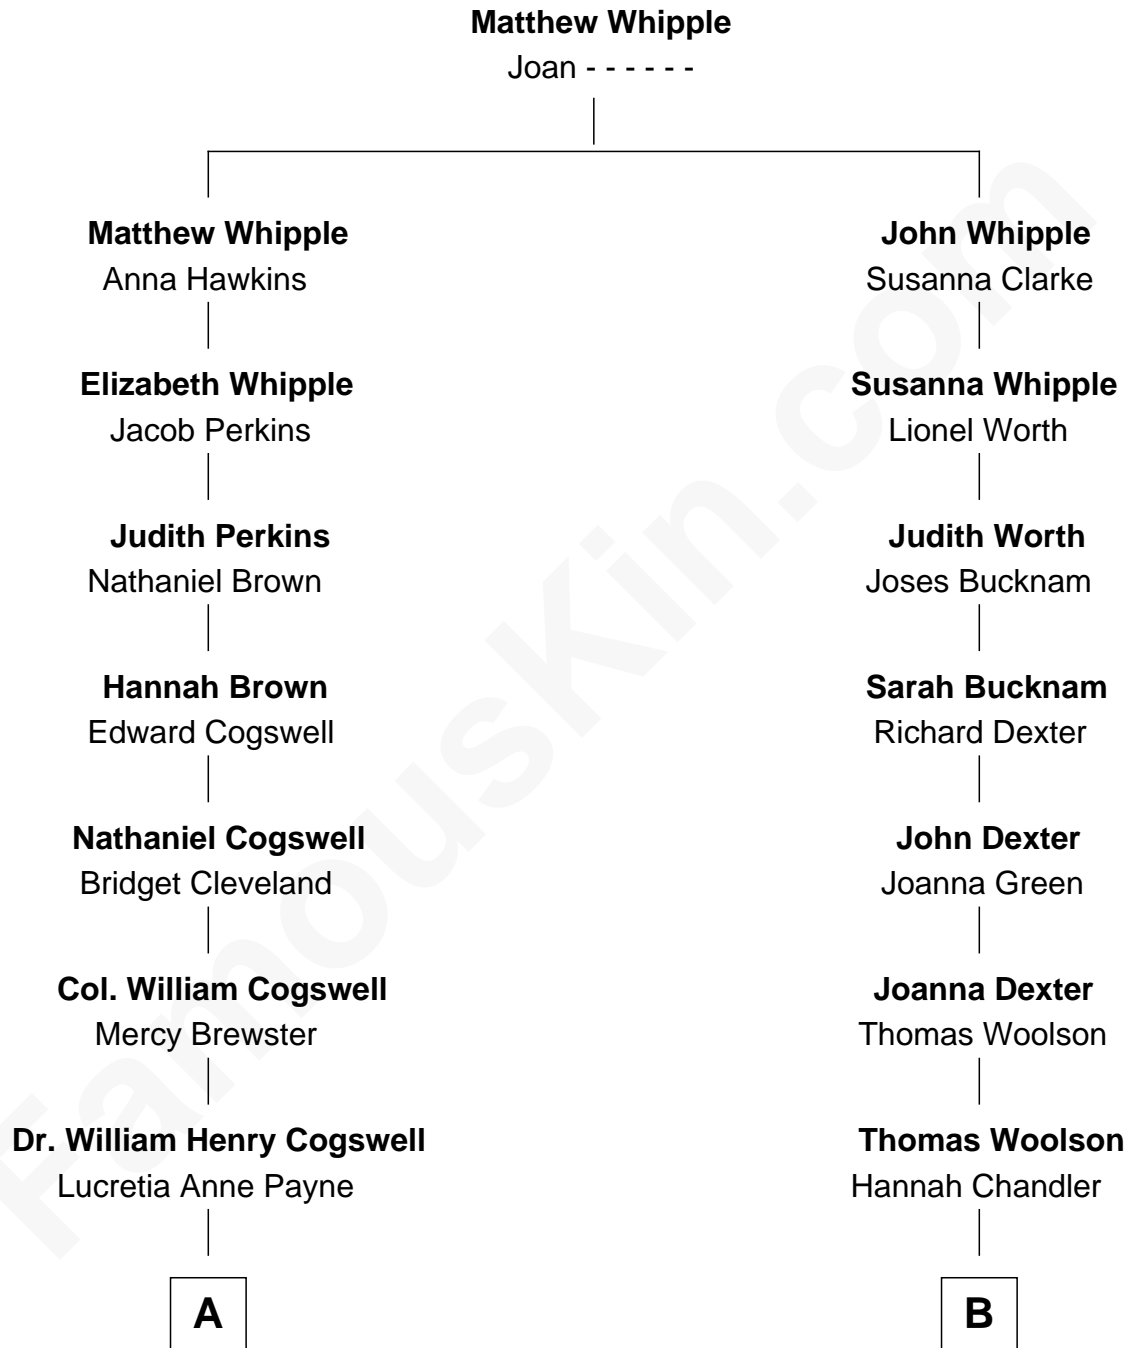 Matthew Whipple
Joan - - - - - -
Matthew Whipple
Anna Hawkins
Elizabeth Whipple
Jacob Perkins
Judith Perkins
Nathaniel Brown
Hannah Brown
Edward Cogswell
Nathaniel Cogswell
Bridget Cleveland
Col. William Cogswell
Mercy Brewster
Dr. William Henry Cogswell
Lucretia Anne Payne
A
John Whipple
Susanna Clarke
Susanna Whipple
Lionel Worth
Judith Worth
Joses Bucknam
Sarah Bucknam
Richard Dexter
John Dexter
Joanna Green
Joanna Dexter
Thomas Woolson
Thomas Woolson
Hannah Chandler
B
FamousKin.com